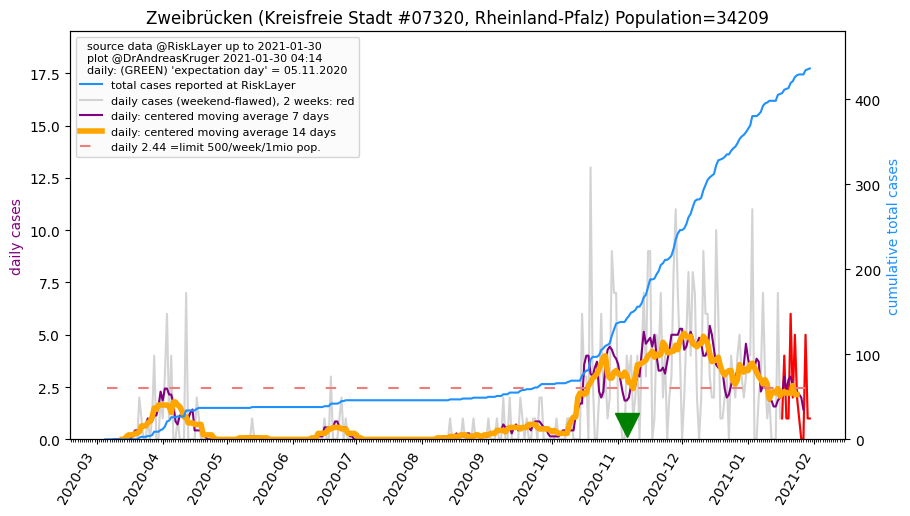 Zweibrücken (Kreisfreie Stadt #07320, Rheinland-Pfalz) Population=34209
source data @RiskLayer up to 2021-01-30
plot @DrAndreasKruger 2021-01-30 04:14
daily: (GREEN) 'expectation day' = 05.11.2020
total cases reported at RiskLayer
daily cases (weekend-flawed), 2 weeks: red
daily: centered moving average 7 days
daily: centered moving average 14 days
daily 2.44 =limit 500/week/1mio pop.
daily cases
17.5
15.0
12.5
10.0
7.5
5.0
2.5
0.0
cumulative total cases
400
300
200
100
0
2020-03
2020-04
2020-05
2020-06
2020-07
2020-08
2020-09
2020-10
2020-11
2020-12
2021-01
2021-02